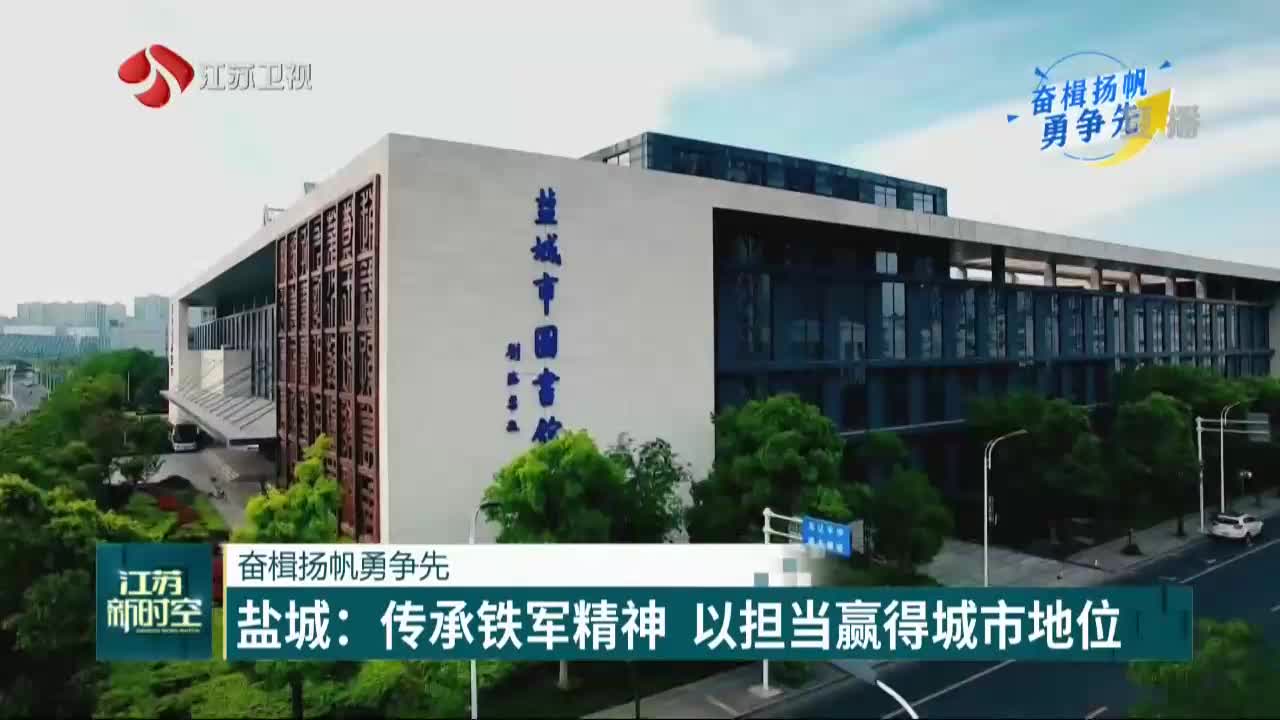 江苏卫视
奋楫扬帆
勇争先
盐城市图书馆
奋楫扬帆勇争先
江苏
新时空
盐城：传承铁军精神 以担当赢得城市地位